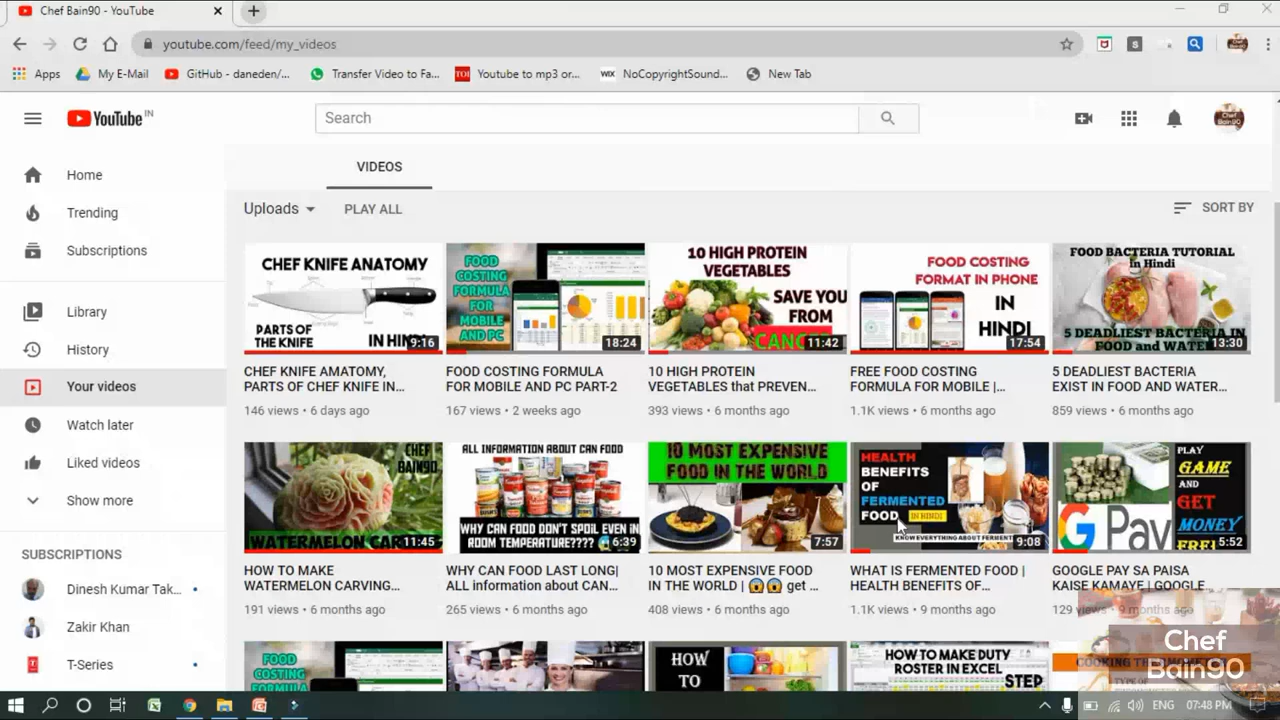 Chef Bain90 - YouTube
youtube.com/feed/my_videos
Apps
My E-Mail
GitHub - daneden/...
Transfer Video to Fa...
TOI
Youtube to mp3 or...
WIX
NoCopyrightSound...
New Tab
YouTube IN
Search
Home
Trending
Subscriptions
Library
History
Your videos
Watch later
Liked videos
Show more
SUBSCRIPTIONS
Dinesh Kumar Tak...
Zakir Khan
T-Series
VIDEOS
Uploads
PLAY ALL
SORT BY
CHEF KNIFE ANATOMY
PARTS OF
THE KNIFE
9:16
CHEF KNIFE ANATOMAY,
PARTS OF CHEF KNIFE IN...
146 views • 6 days ago
FOOD
COSTING
FORMULA
FOR
MOBILE
AND PC
18:24
FOOD COSTING FORMULA
FOR MOBILE AND PC PART-2
167 views • 2 weeks ago
10 HIGH PROTEIN
VEGETABLES
SAVE YOU
FROM
CANCER
11:42
10 HIGH PROTEIN
VEGETABLES that PREVEN...
393 views • 6 months ago
FOOD COSTING
FORMAT IN PHONE
IN
HINDI
17:54
FREE FOOD COSTING
FORMULA FOR MOBILE |...
1.1K views • 6 months ago
FOOD BACTERIA TUTORIAL
in Hindi
5 DEADLIEST BACTERIA IN
FOOD and WATER
13:30
5 DEADLIEST BACTERIA
EXIST IN FOOD AND WATER...
859 views • 6 months ago
CHEF
BAIN90
WATERMELON CARV
11:45
HOW TO MAKE
WATERMELON CARVING...
191 views • 6 months ago
ALL INFORMATION ABOUT CAN FOOD
WHY CAN FOOD DON'T SPOIL EVEN IN
ROOM TEMPERATURE????
6:39
WHY CAN FOOD LAST LONG|
ALL information about CAN...
265 views • 6 months ago
10 MOST EXPENSIVE
FOOD IN THE WORLD
7:57
10 MOST EXPENSIVE FOOD
IN THE WORLD | 😱😱 get ...
408 views • 6 months ago
HEALTH
BENEFITS
OF
FERMENTED
FOOD
IN HINDI
KNOW EVERYTHING ABOUT FERMENT
9:08
WHAT IS FERMENTED FOOD |
HEALTH BENEFITS OF...
1.1K views • 9 months ago
PLAY
GAME
AND
GET
MONEY
FREE
G Pay
5:52
GOOGLE PAY SA PAISA
KAISE KAMAYE | GOOGLE
129 views • 9 months ago
FOOD
COSTING
FORMULA
HOW
TO
HOW TO MAKE DUTY
ROSTER IN EXCEL
STEP
Chef
Bain90
ENG
07:48 PM